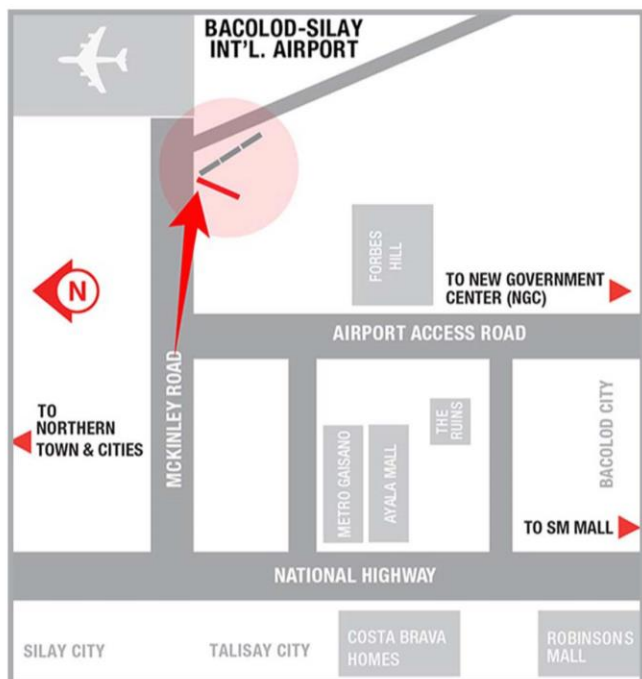 BACOLOD-SILAY
INT'L. AIRPORT
FORBES
HILL
TO NEW GOVERNMENT
CENTER (NGC)
N
AIRPORT ACCESS ROAD
MCKINLEY ROAD
TO
NORTHERN
TOWN & CITIES
THE
RUINS
METRO GAISANO
AYALA MALL
BACOLOD CITY
TO SM MALL
NATIONAL HIGHWAY
SILAY CITY
TALISAY CITY
COSTA BRAVA
HOMES
ROBINSONS
MALL